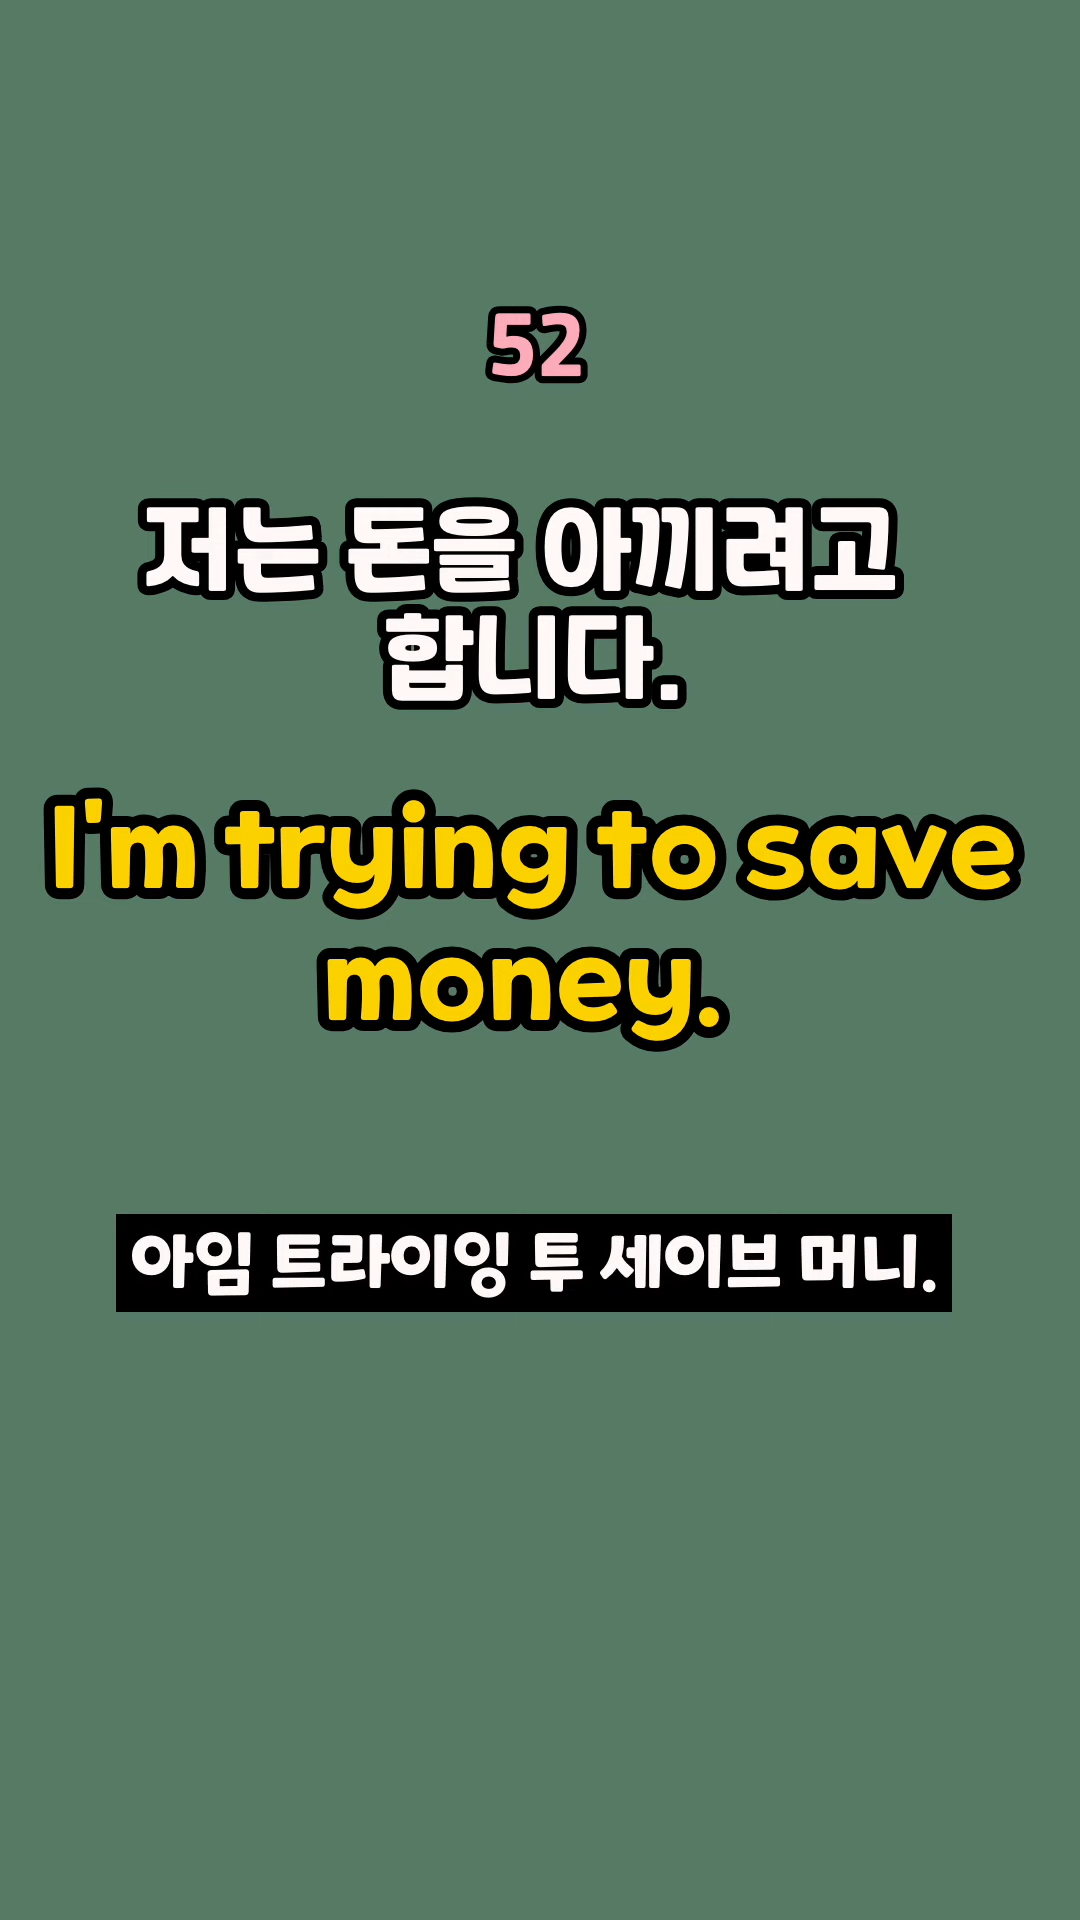 52
저는 돈을 아끼려고
합니다.
I'm trying to save
money.
아임 트라이잉 투 세이브 머니.